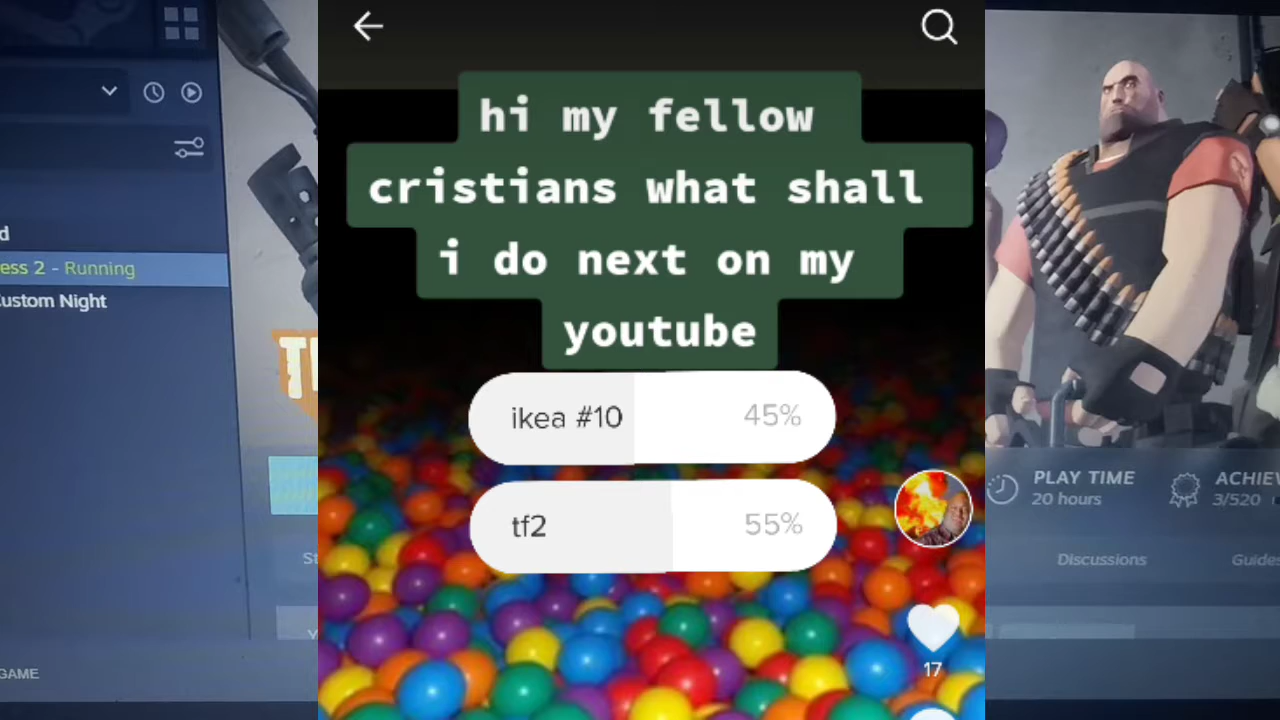 hi my fellow
cristians what shall
i do next on my
youtube
ikea #10 45%
tf2 55%
17
ess 2 - Running
ustom Night
GAME
PLAY TIME
20 hours
ACHIEV
3/520
Discussions
Guides